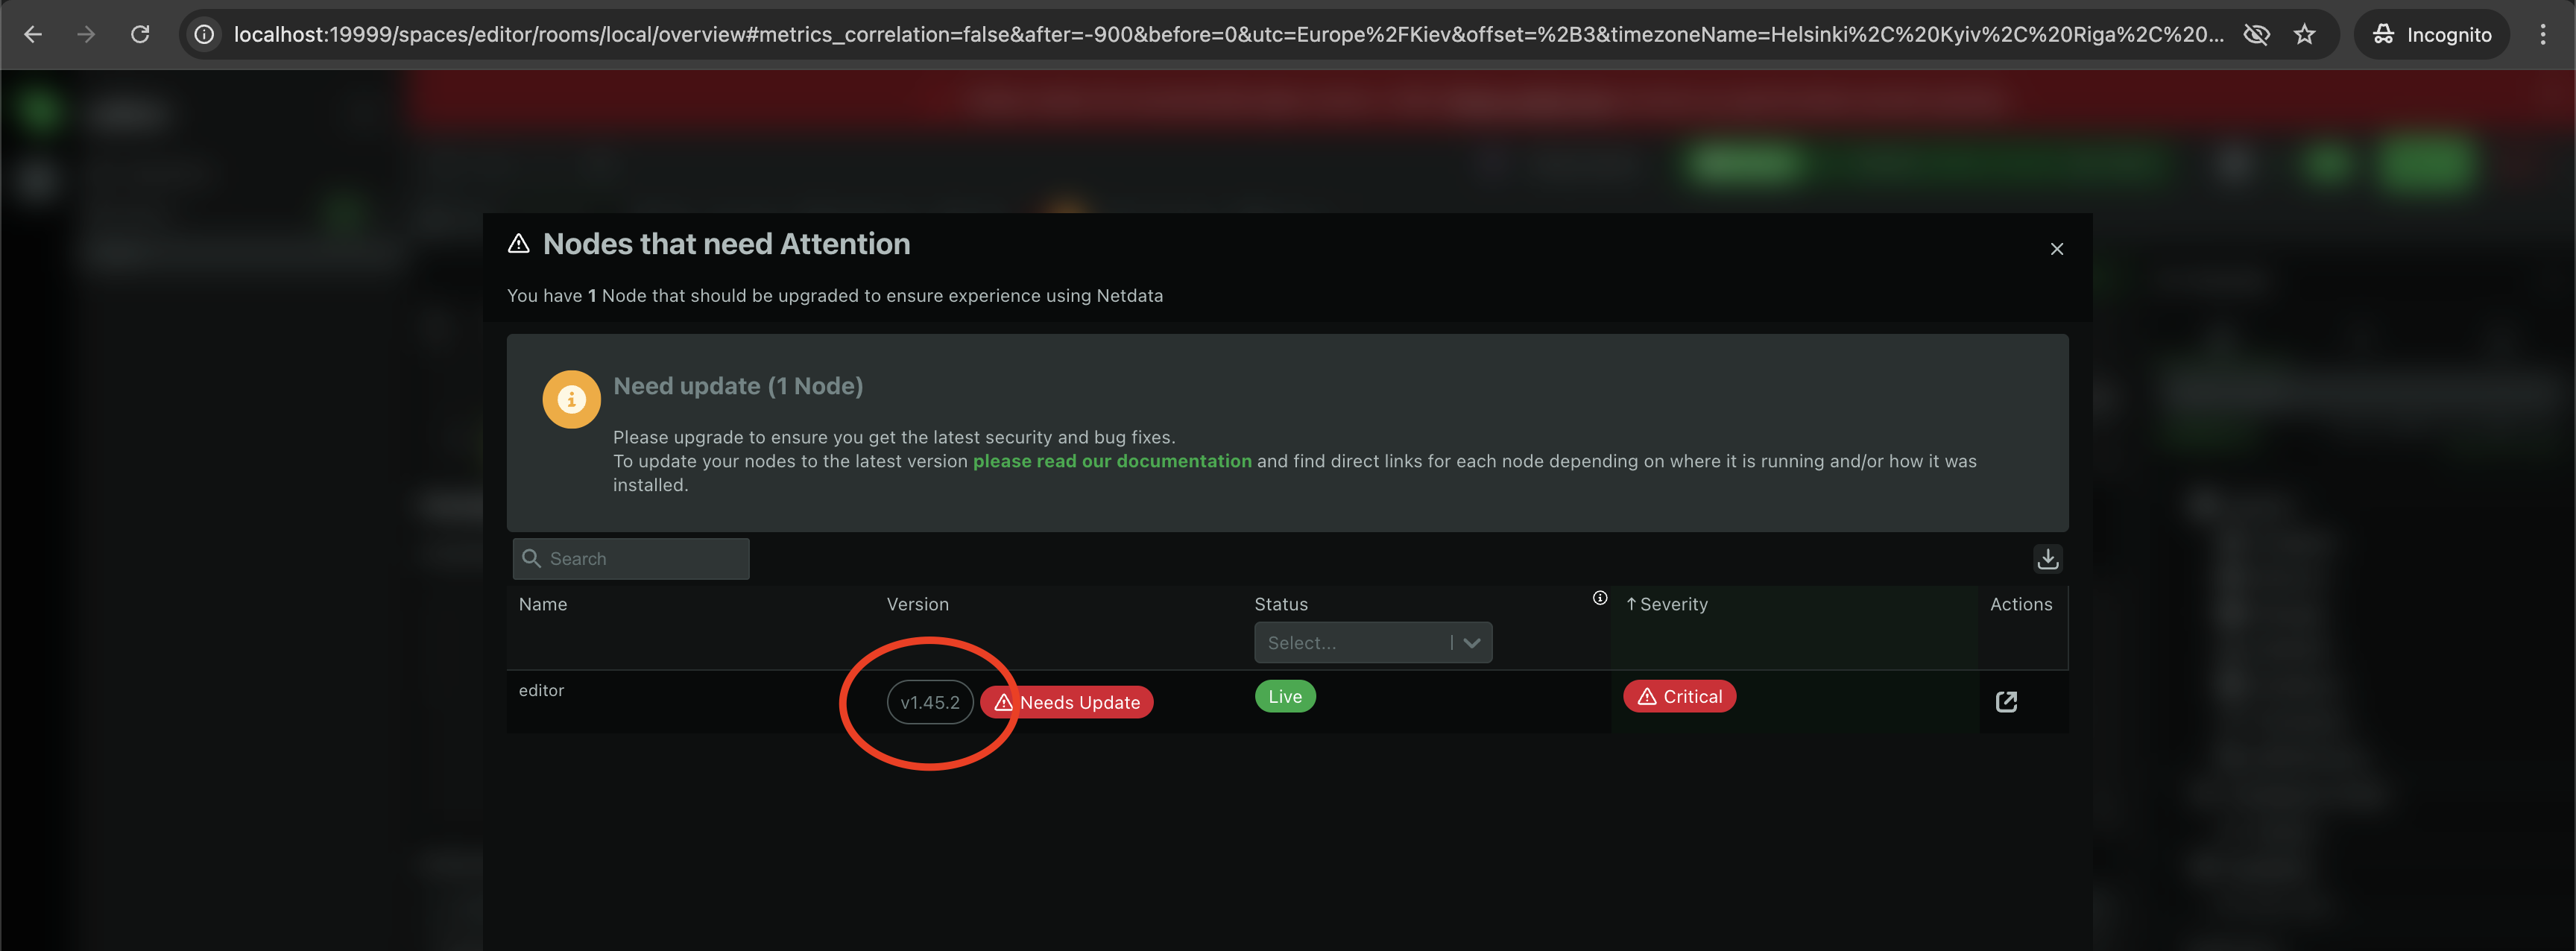 localhost:19999/spaces/editor/rooms/local/overview#metrics_correlation=false&after=-900&before=0&utc=Europe%2FKiev&offset=%2B3&timezoneName=Helsinki%2C%20Kyiv%2C%20Riga%2C%20...
Incognito
Nodes that need Attention
You have 1 Node that should be upgraded to ensure experience using Netdata
Need update (1 Node)
Please upgrade to ensure you get the latest security and bug fixes.
To update your nodes to the latest version please read our documentation and find direct links for each node depending on where it is running and/or how it was
installed.
Search
Name Version Status ↑ Severity Actions
Select...
editor v1.45.2 Needs Update Live Critical